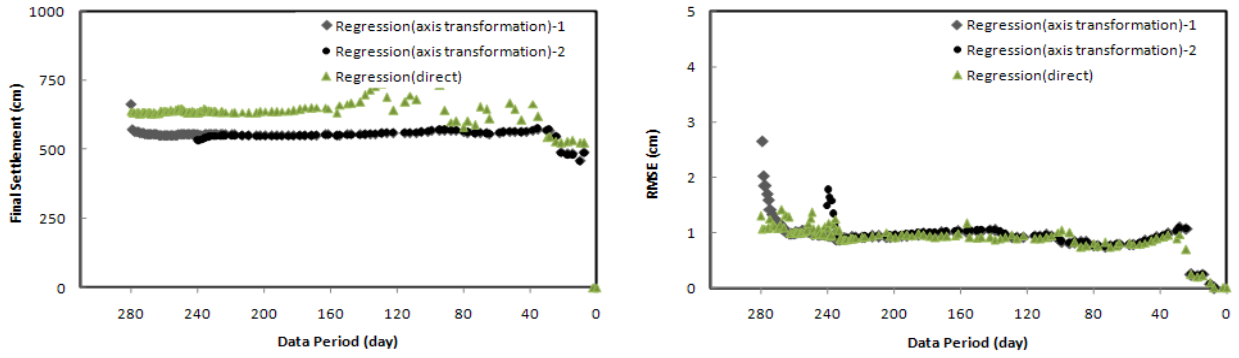 1000
750
500
250
0
Final Settlement (cm)
Regression(axis transformation)-1
Regression(axis transformation)-2
Regression(direct)
280 240 200 160 120 80 40 0
Data Period (day)
5
4
3
2
1
0
RMSE (cm)
Regression(axis transformation)-1
Regression(axis transformation)-2
Regression(direct)
280 240 200 160 120 80 40 0
Data Period (day)